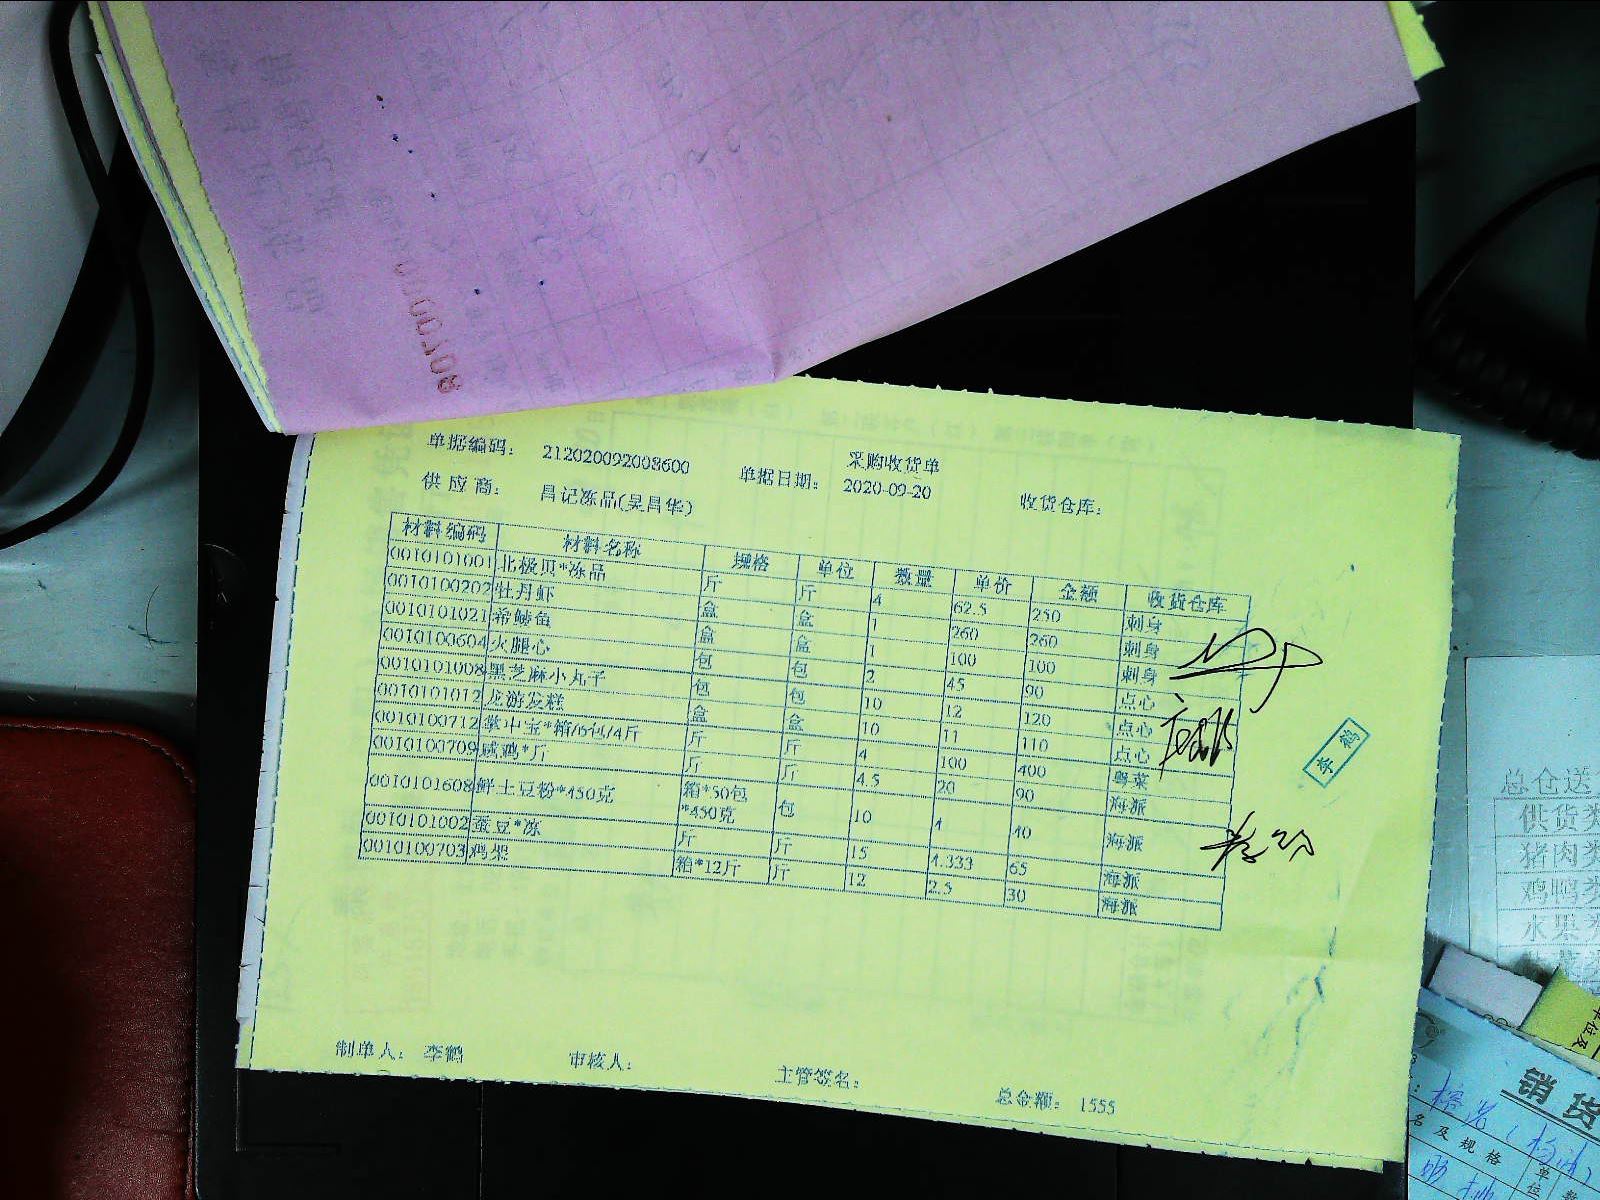 采购收货单
单据编码： 212020092008600 单据日期： 2020-09-20 收货仓库：
供应商： 昌记冻品(吴昌华)
材料编码 材料名称 规格 单位 数量 单价 金额 收货仓库
0010101001 北极贝*冻品 斤 斤 4 62.5 250 刺身
0010100202 牡丹虾 盒 盒 1 260 260 刺身
0010101021 希鲮鱼 盒 盒 1 100 100 刺身
0010100604 火腿心 包 包 2 45 90 点心
0010101008 黑芝麻小丸子 包 包 10 12 120 点心
0010101012 龙游发糕 盒 盒 10 11 110 点心
0010100712 掌中宝*箱/6包/4斤 斤 斤 4 100 400 粤菜
0010100709 咸鸡*斤 斤 斤 4.5 20 90 海派
0010101608 鲜土豆粉*450克 箱*50包*450克 包 10 4 40 海派
0010101002 蚕豆*冻 斤 斤 15 4.333 65 海派
0010100703 鸡架 箱*12斤 斤 12 2.5 30 海派
李鹤
制单人： 李鹤 审核人： 主管签名： 总金额： 1555
总仓送
供货类
猪肉类
鸡鸭类
水果类
销货
名及规格
单位